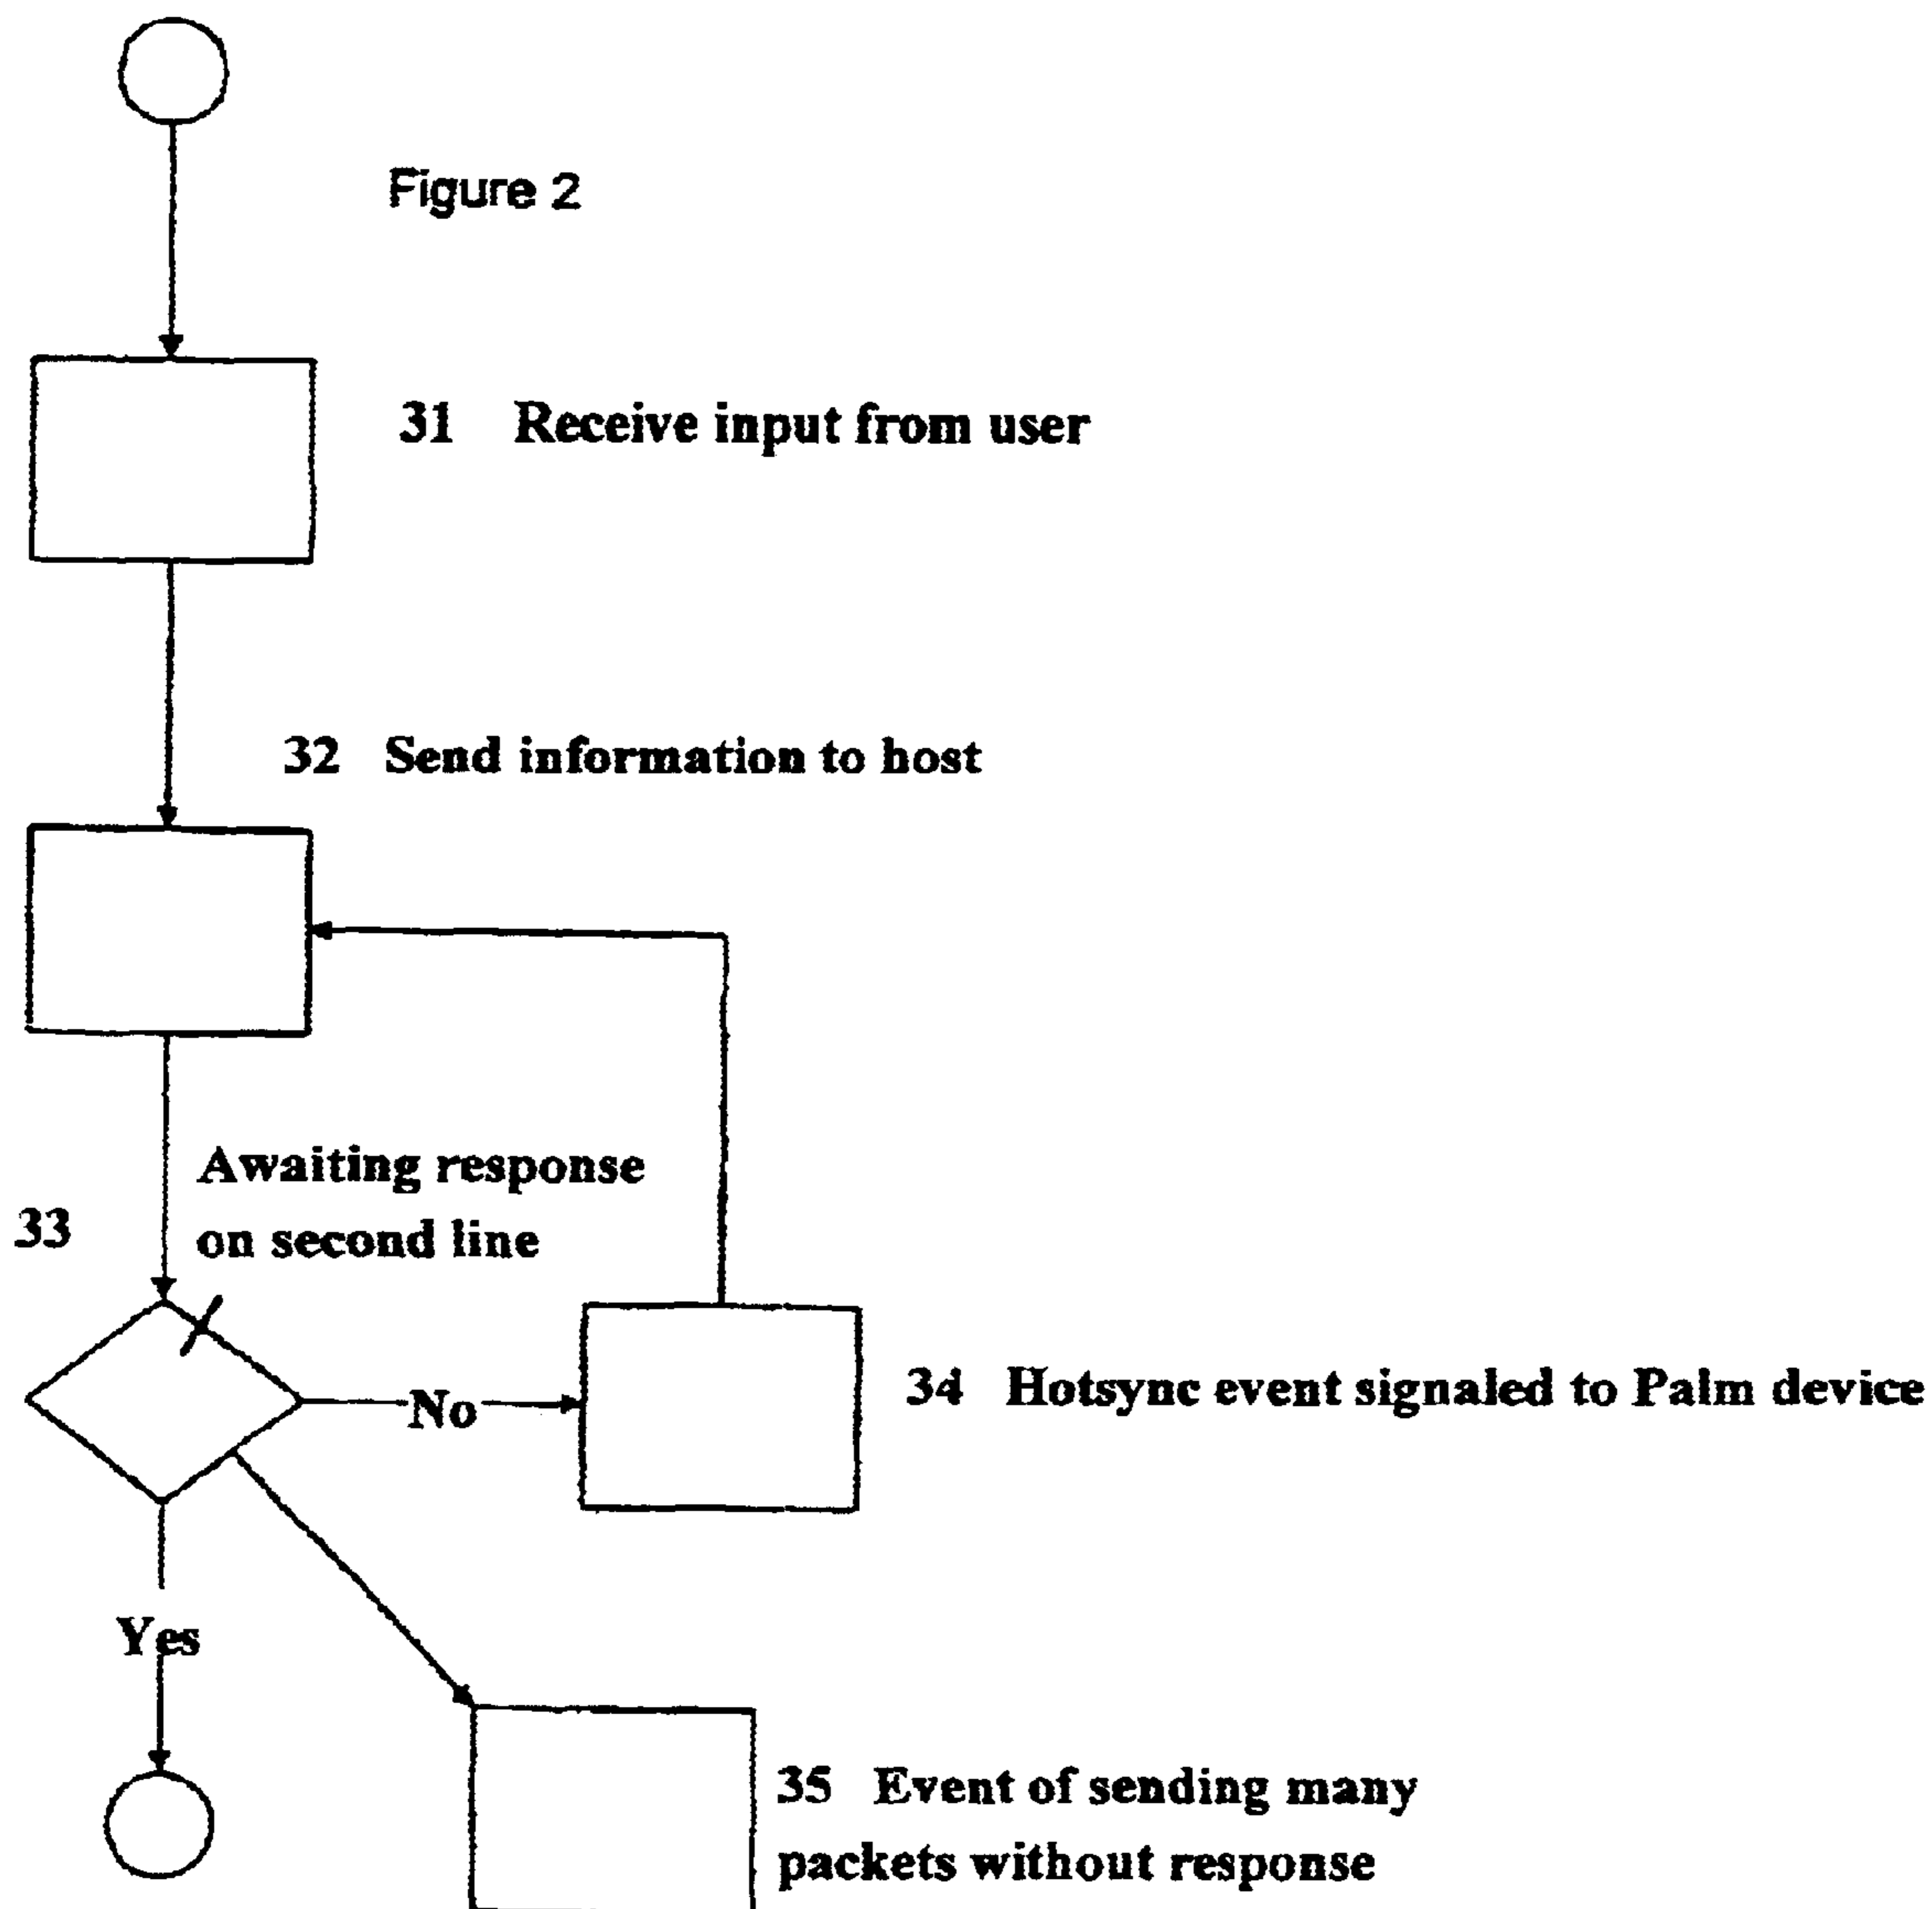 Figure 2
31 Receive input from user
32 Send information to host
Awaiting response
on second line
33
No
34 Hotsync event signaled to Palm device
Yes
35 Event of sending many
packets without response